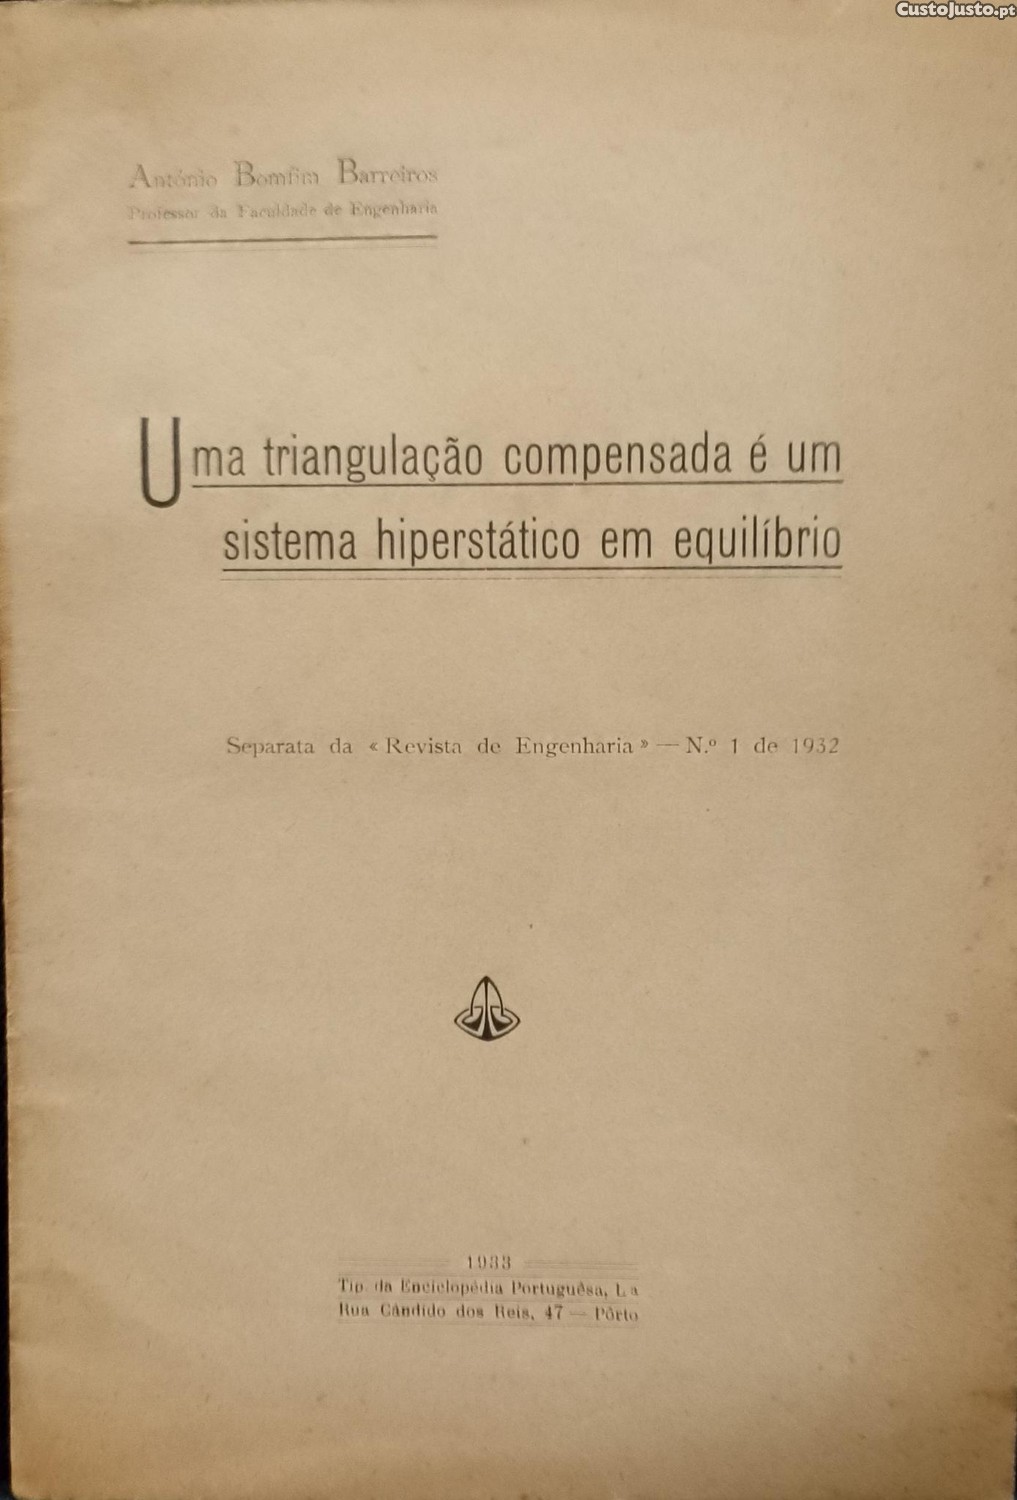 CustoJusto.pt
António Bomfim Barreiros
Professor da Faculdade de Engenharia
Uma triangulação compensada é um
sistema hiperstático em equilíbrio
Separata da «Revista de Engenharia» — N.º 1 de 1932
1933
Tip. da Enciclopédia Portuguêsa, L.a
Rua Cândido dos Reis, 47 — Pôrto